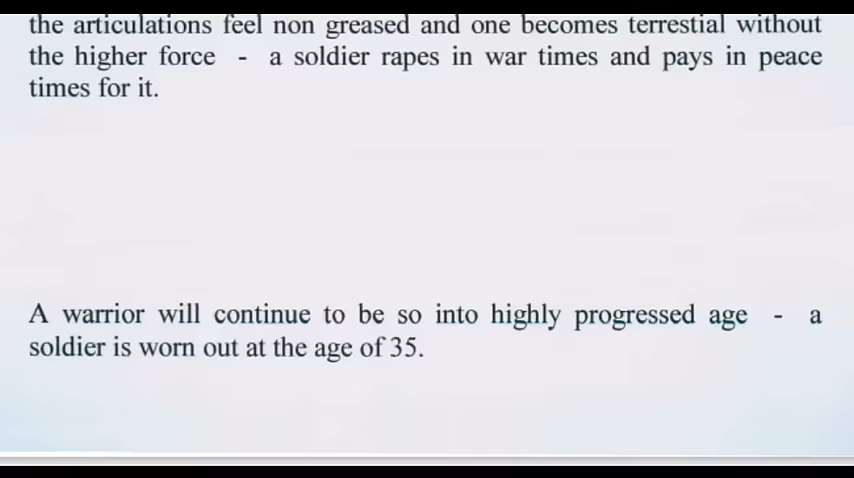 the articulations feel non greased and one becomes terrestial without
the higher force - a soldier rapes in war times and pays in peace
times for it.
A warrior will continue to be so into highly progressed age - a
soldier is worn out at the age of 35.